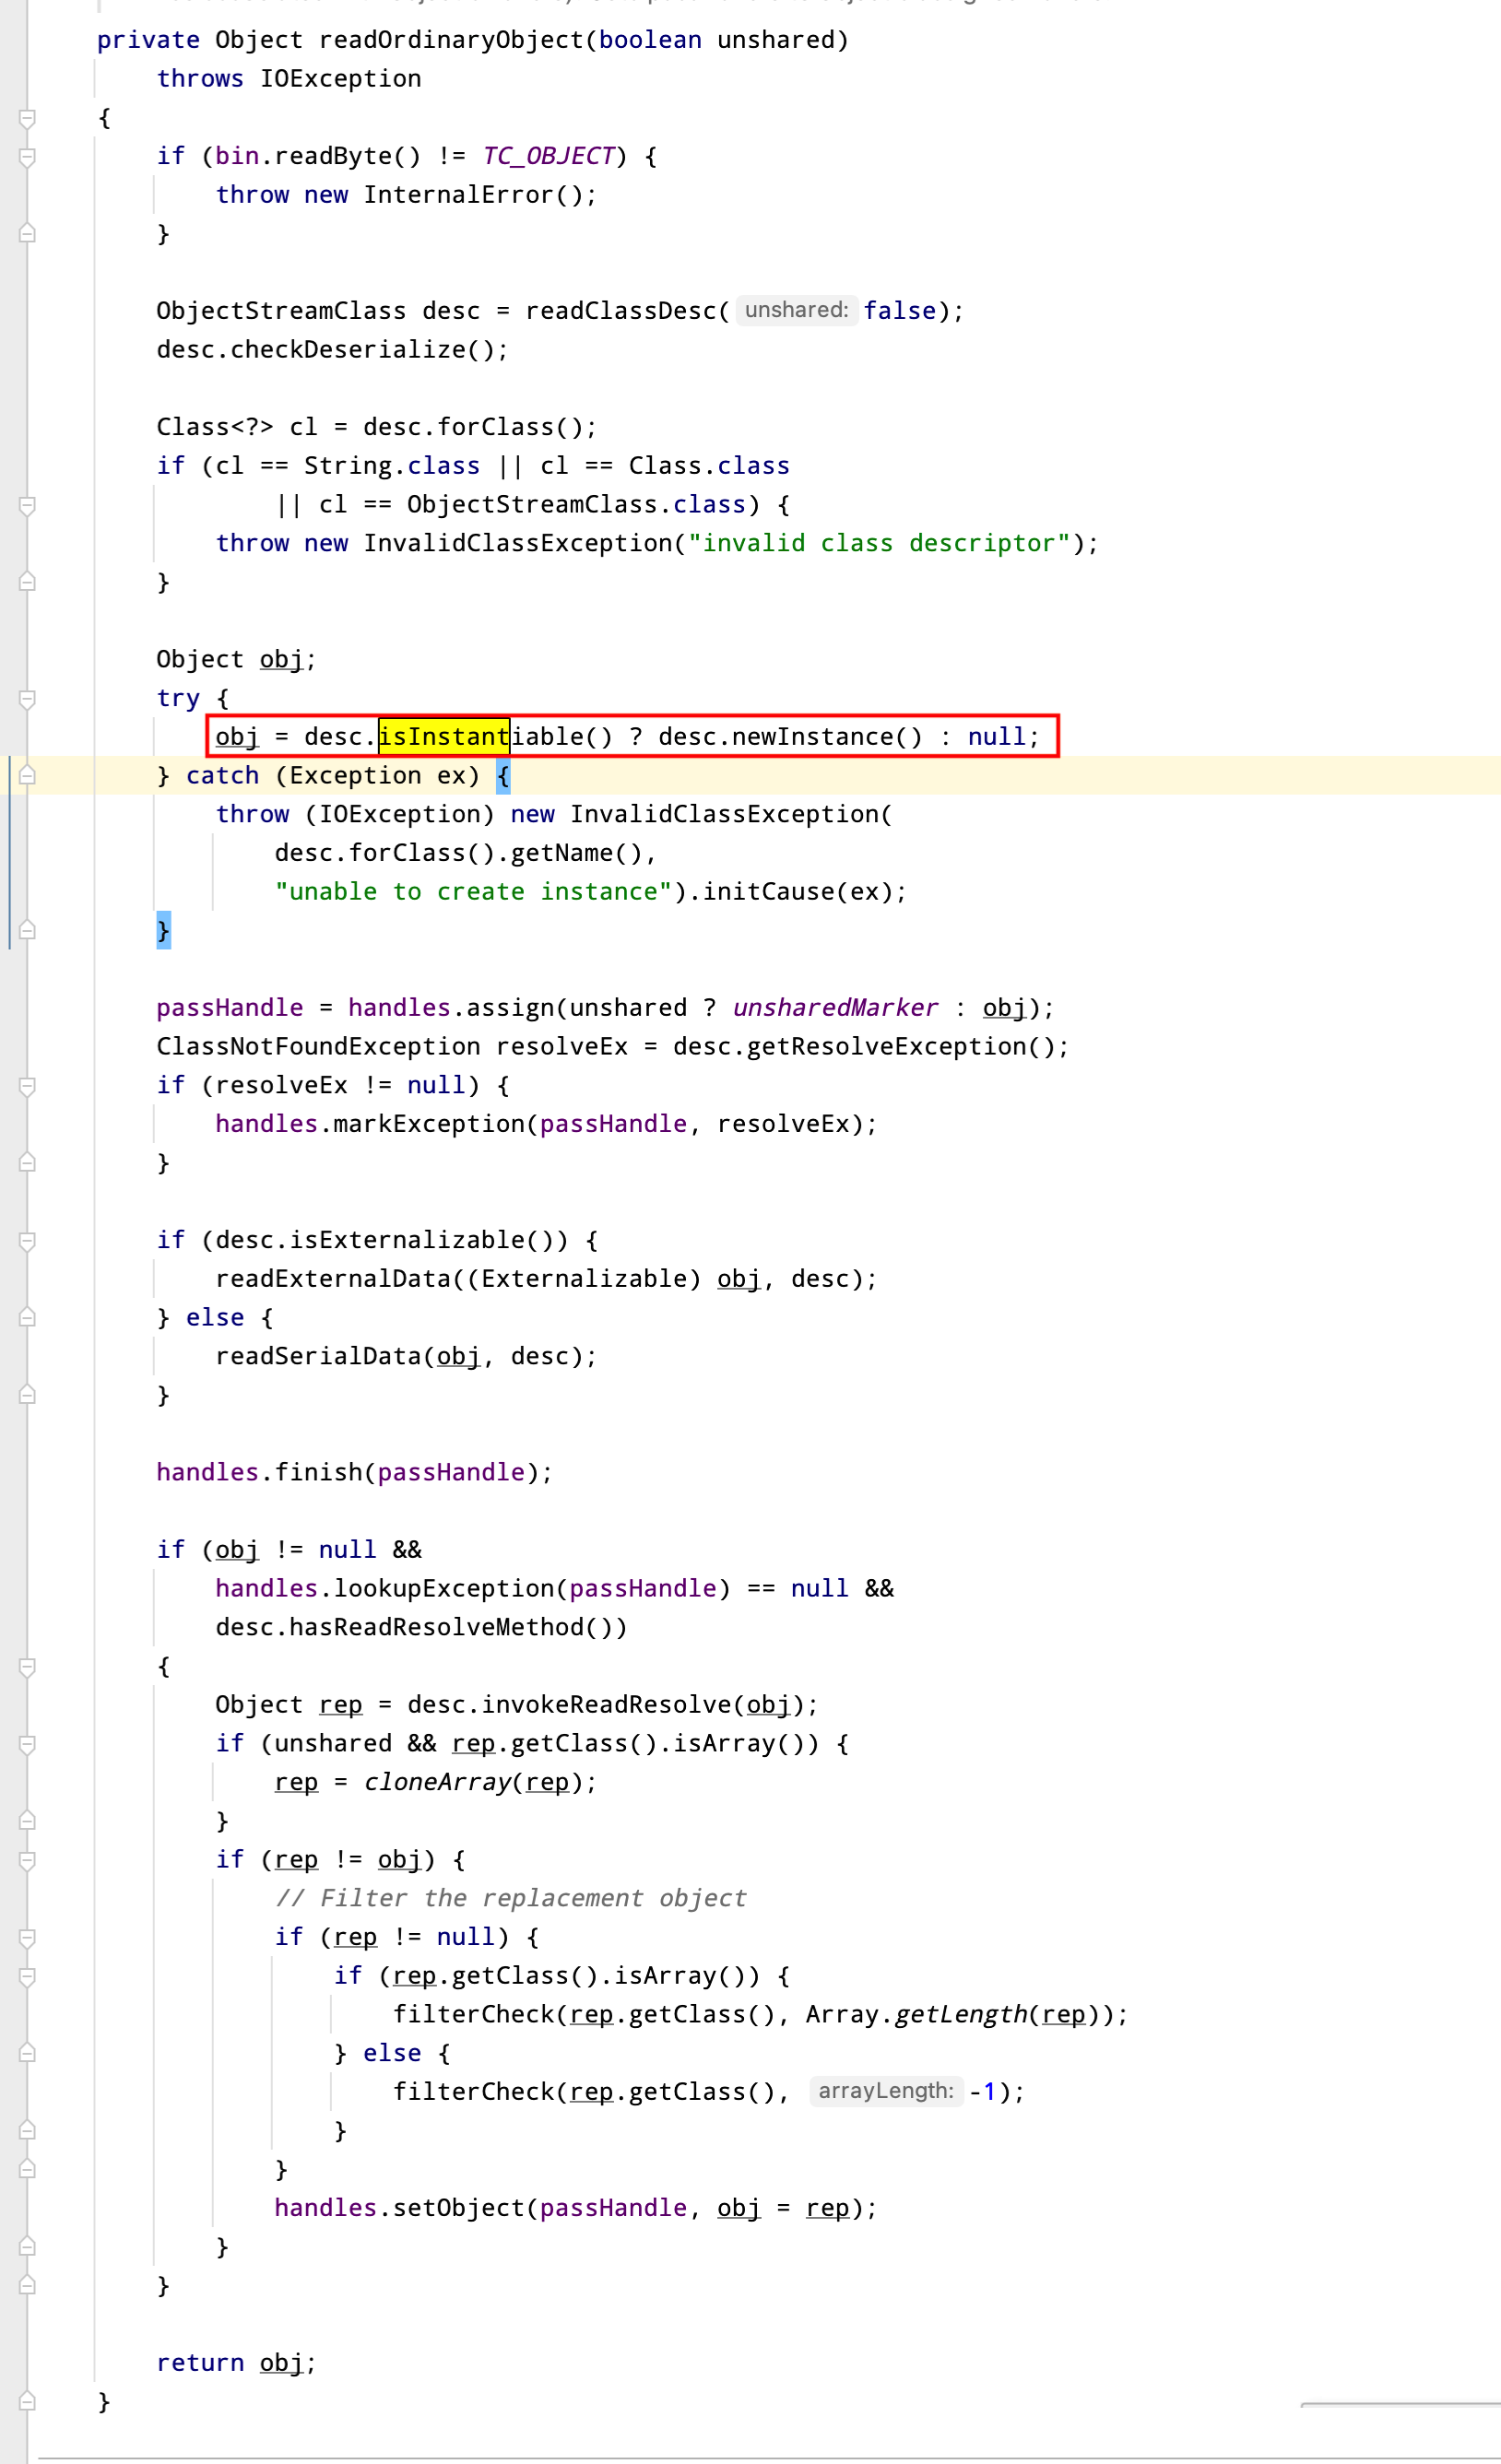 private Object readOrdinaryObject(boolean unshared)
    throws IOException
{
    if (bin.readByte() != TC_OBJECT) {
        throw new InternalError();
    }

    ObjectStreamClass desc = readClassDesc( unshared: false);
    desc.checkDeserialize();

    Class<?> cl = desc.forClass();
    if (cl == String.class || cl == Class.class
            || cl == ObjectStreamClass.class) {
        throw new InvalidClassException("invalid class descriptor");
    }

    Object obj;
    try {
        obj = desc.isInstantiable() ? desc.newInstance() : null;
    } catch (Exception ex) {
        throw (IOException) new InvalidClassException(
            desc.forClass().getName(),
            "unable to create instance").initCause(ex);
    }

    passHandle = handles.assign(unshared ? unsharedMarker : obj);
    ClassNotFoundException resolveEx = desc.getResolveException();
    if (resolveEx != null) {
        handles.markException(passHandle, resolveEx);
    }

    if (desc.isExternalizable()) {
        readExternalData((Externalizable) obj, desc);
    } else {
        readSerialData(obj, desc);
    }

    handles.finish(passHandle);

    if (obj != null &&
        handles.lookupException(passHandle) == null &&
        desc.hasReadResolveMethod())
    {
        Object rep = desc.invokeReadResolve(obj);
        if (unshared && rep.getClass().isArray()) {
            rep = cloneArray(rep);
        }
        if (rep != obj) {
            // Filter the replacement object
            if (rep != null) {
                if (rep.getClass().isArray()) {
                    filterCheck(rep.getClass(), Array.getLength(rep));
                } else {
                    filterCheck(rep.getClass(), arrayLength: -1);
                }
            }
            handles.setObject(passHandle, obj = rep);
        }
    }

    return obj;
}